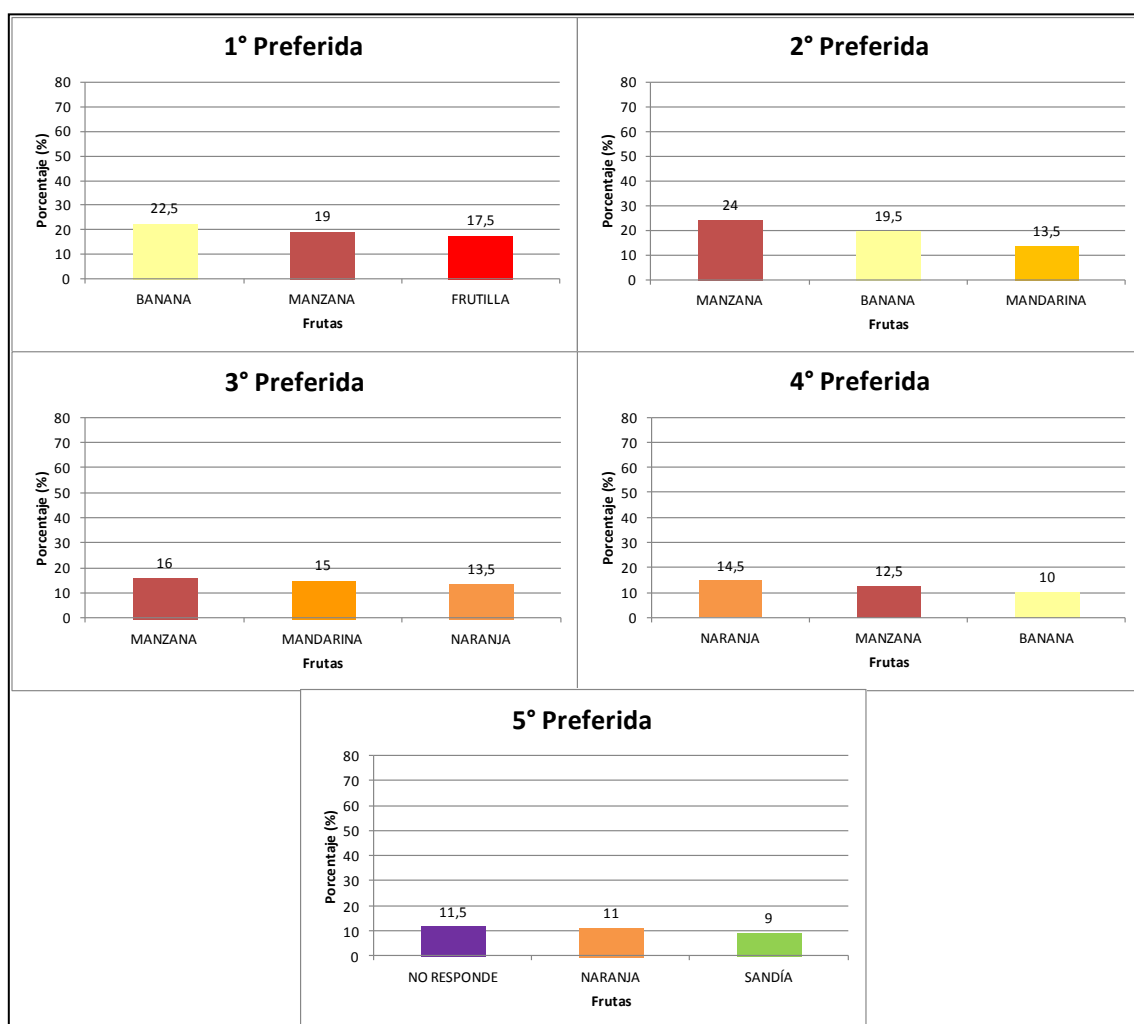 1° Preferida
Porcentaje (%)
80
70
60
50
40
30
20
10
0
22,5
19
17,5
BANANA
MANZANA
FRUTILLA
Frutas
2° Preferida
Porcentaje (%)
80
70
60
50
40
30
20
10
0
24
19,5
13,5
MANZANA
BANANA
MANDARINA
Frutas
3° Preferida
Porcentaje (%)
80
70
60
50
40
30
20
10
0
16
15
13,5
MANZANA
MANDARINA
NARANJA
Frutas
4° Preferida
Porcentaje (%)
80
70
60
50
40
30
20
10
0
14,5
12,5
10
NARANJA
MANZANA
BANANA
Frutas
5° Preferida
Porcentaje (%)
80
70
60
50
40
30
20
10
0
11,5
11
9
NO RESPONDE
NARANJA
SANDÍA
Frutas